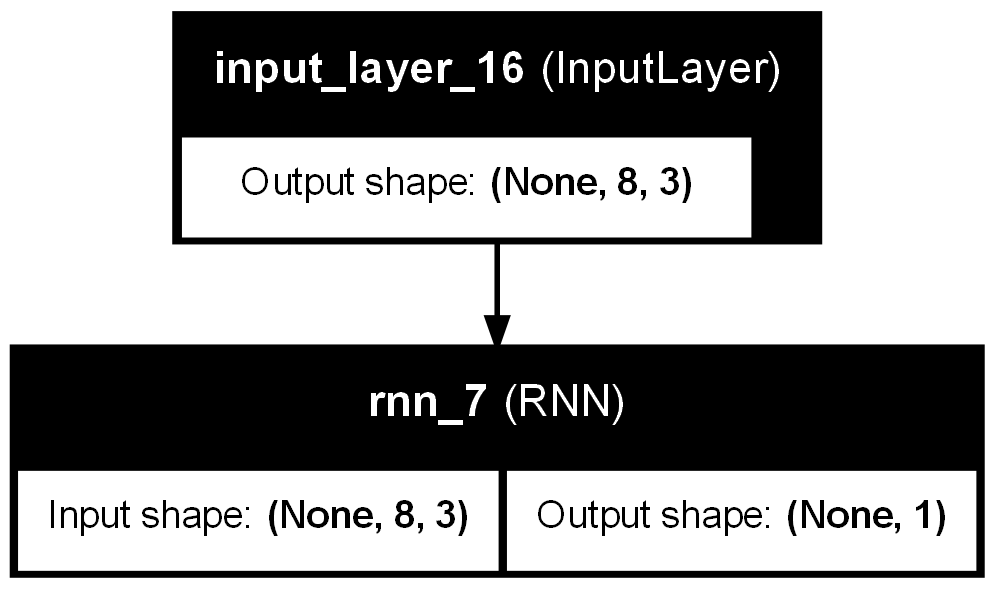 input_layer_16 (InputLayer)
Output shape: (None, 8, 3)
rnn_7 (RNN)
Input shape: (None, 8, 3)
Output shape: (None, 1)